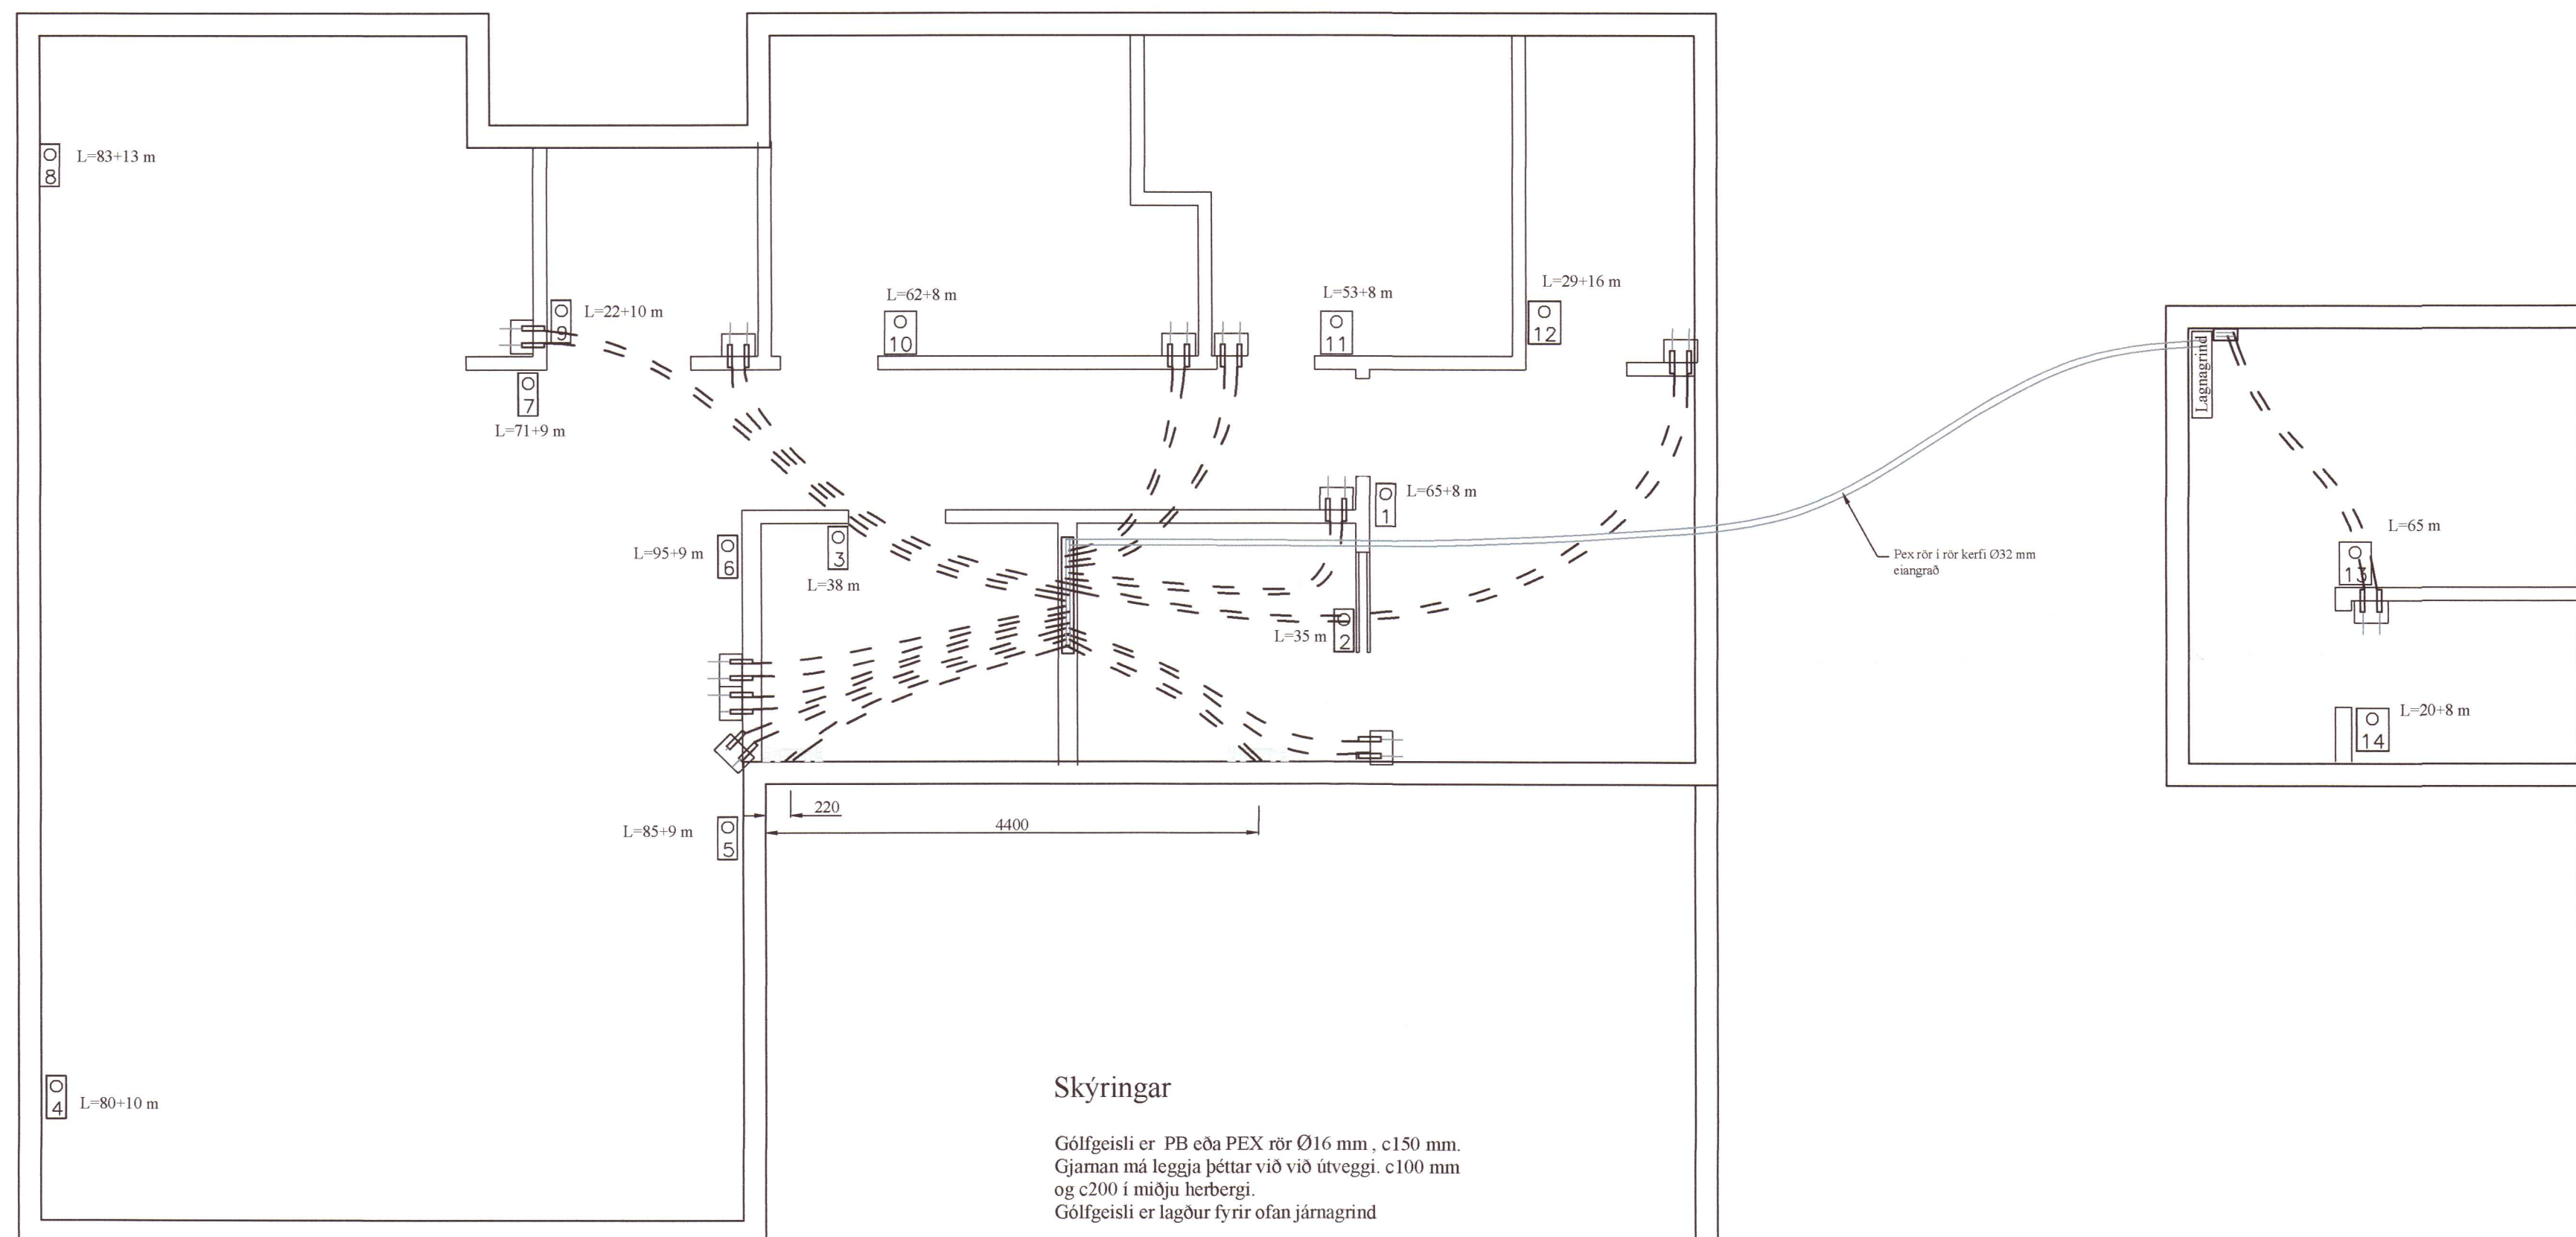 L=83+13 m
8
L=22+10 m
9
7
L=71+9 m
L=62+8 m
10
L=53+8 m
11
L=29+16 m
12
L=65+8 m
1
L=95+9 m
6
3
L=38 m
L=35 m
2
Pex rör í rör kerfi Ø32 mm
eiangrað
Lagnagrind
L=65 m
13
L=20+8 m
14
220
4400
L=85+9 m
5
4
L=80+10 m
Skýringar
Gólfgeisli er PB eða PEX rör Ø16 mm , c150 mm.
Gjarnan má leggja þéttar við við útveggi. c100 mm
og c200 í miðju herbergi.
Gólfgeisli er lagður fyrir ofan járnagrind